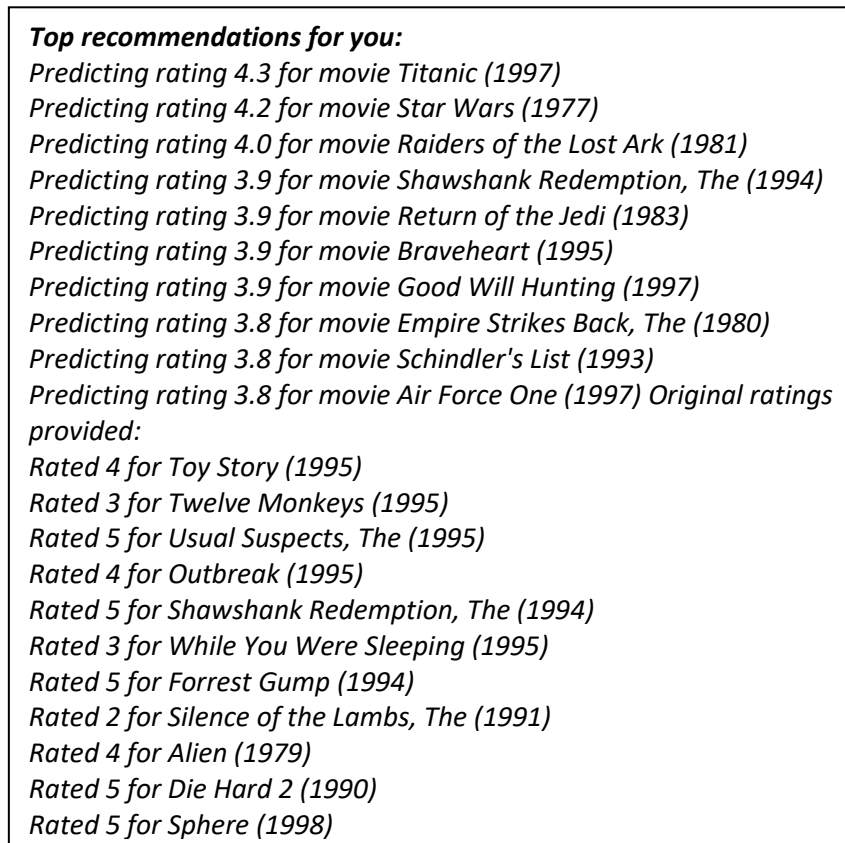 Top recommendations for you:
Predicting rating 4.3 for movie Titanic (1997)
Predicting rating 4.2 for movie Star Wars (1977)
Predicting rating 4.0 for movie Raiders of the Lost Ark (1981)
Predicting rating 3.9 for movie Shawshank Redemption, The (1994)
Predicting rating 3.9 for movie Return of the Jedi (1983)
Predicting rating 3.9 for movie Braveheart (1995)
Predicting rating 3.9 for movie Good Will Hunting (1997)
Predicting rating 3.8 for movie Empire Strikes Back, The (1980)
Predicting rating 3.8 for movie Schindler's List (1993)
Predicting rating 3.8 for movie Air Force One (1997) Original ratings
provided:
Rated 4 for Toy Story (1995)
Rated 3 for Twelve Monkeys (1995)
Rated 5 for Usual Suspects, The (1995)
Rated 4 for Outbreak (1995)
Rated 5 for Shawshank Redemption, The (1994)
Rated 3 for While You Were Sleeping (1995)
Rated 5 for Forrest Gump (1994)
Rated 2 for Silence of the Lambs, The (1991)
Rated 4 for Alien (1979)
Rated 5 for Die Hard 2 (1990)
Rated 5 for Sphere (1998)